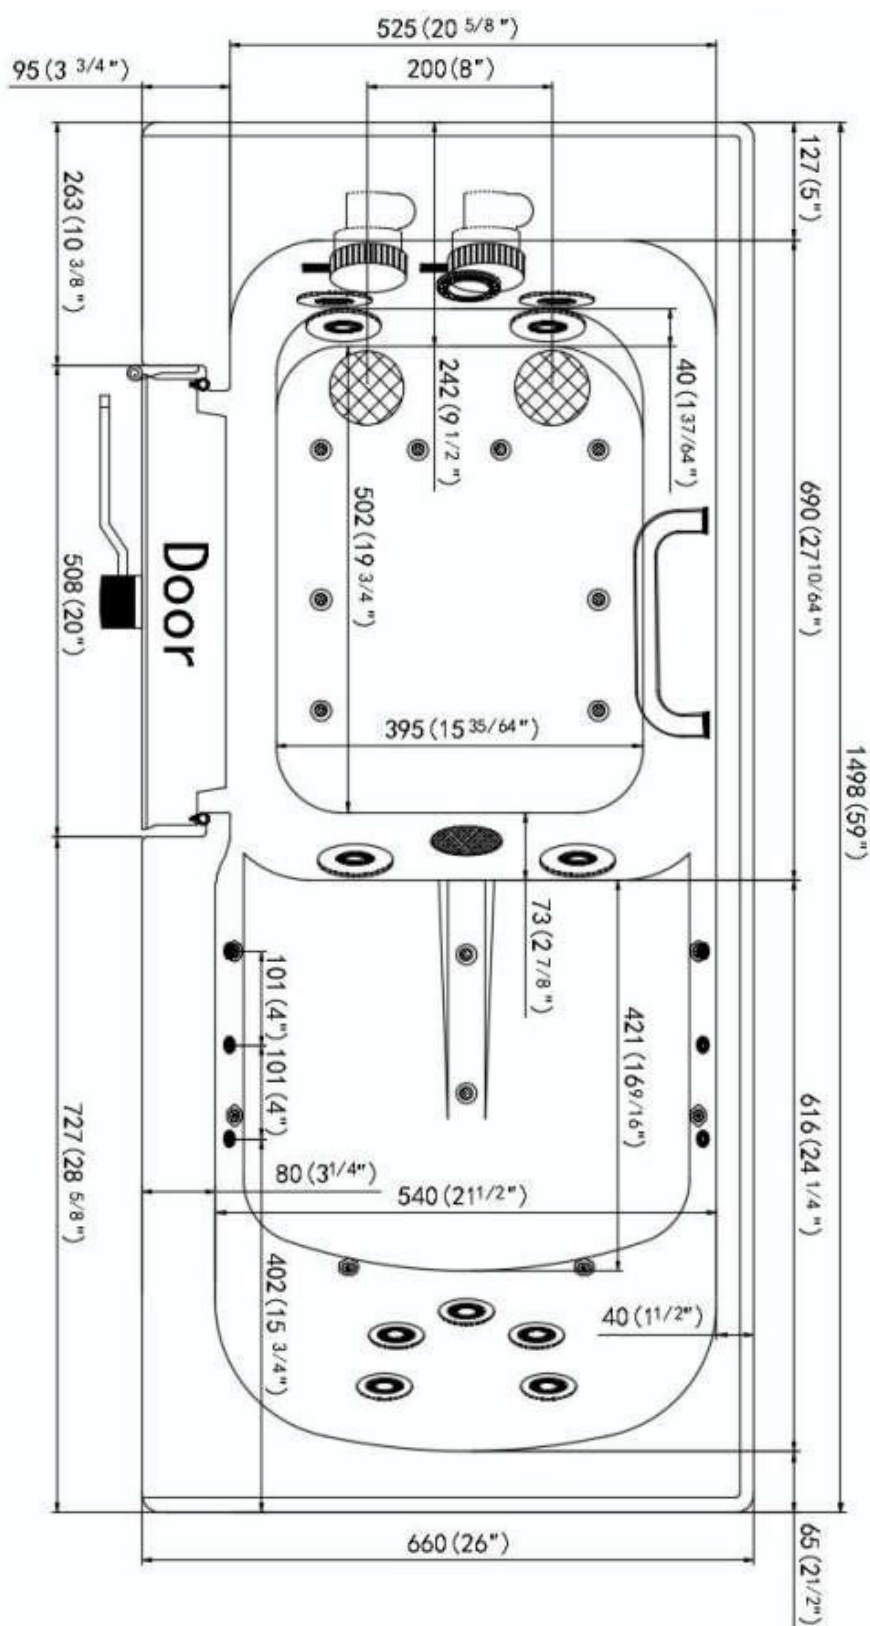 525 (20 5/8")
95 (3 3/4")
200 (8")
127 (5")
263 (10 3/8")
242 (9 1/2")
40 (1 37/64")
690 (27 10/64")
502 (19 3/4")
508 (20")
Door
395 (15 35/64")
1498 (59")
73 (2 7/8")
101 (4")
101 (4")
421 (16 9/16")
616 (24 1/4")
727 (28 5/8")
80 (3 1/4")
540 (21 1/2")
402 (15 3/4")
40 (1 1/2")
660 (26")
65 (2 1/2")